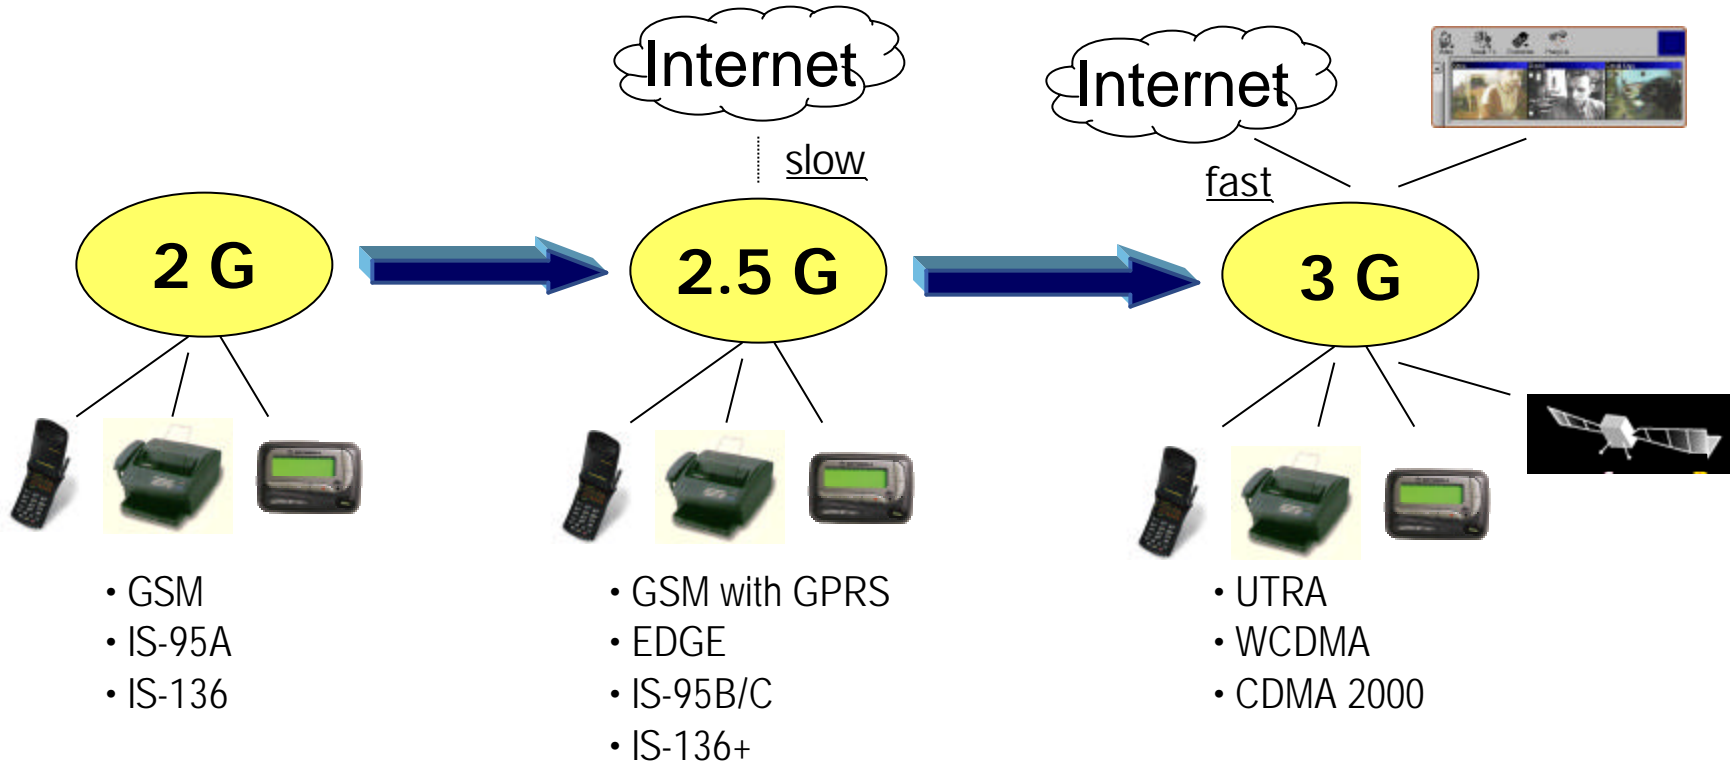 Internet
Internet
slow
fast
2 G
2.5 G
3 G
• GSM
• IS-95A
• IS-136
• GSM with GPRS
• EDGE
• IS-95B/C
• IS-136+
• UTRA
• WCDMA
• CDMA 2000